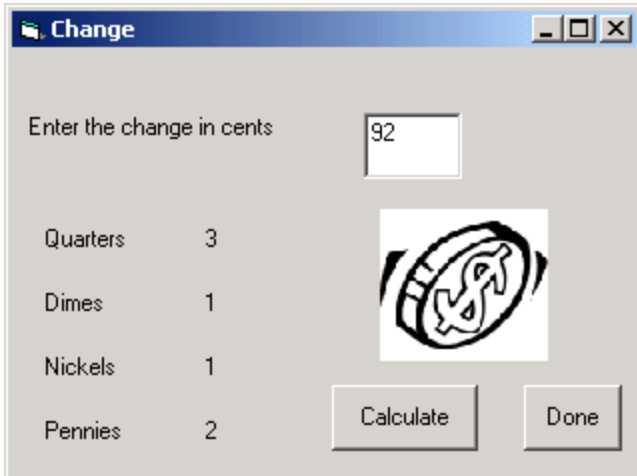 Change
Enter the change in cents 92
Quarters 3
Dimes 1
Nickels 1
Pennies 2
Calculate Done